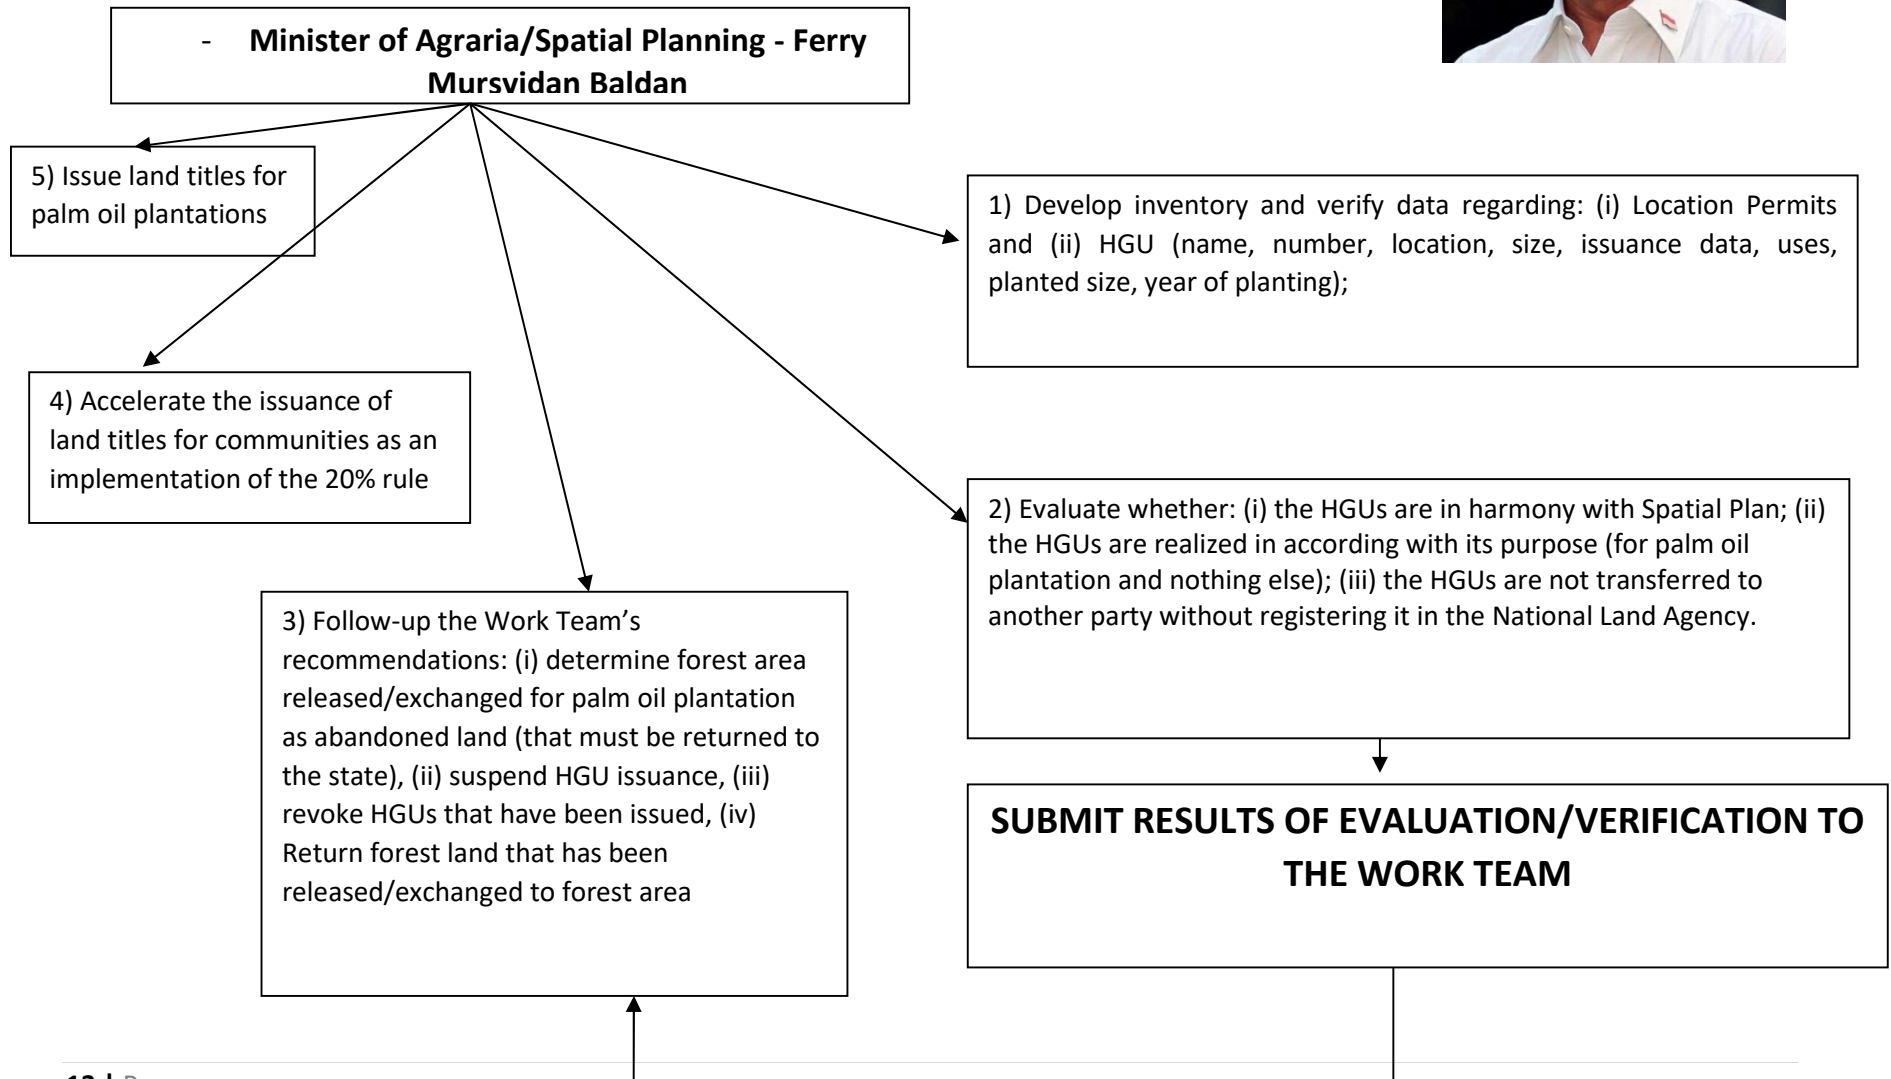 - Minister of Agraria/Spatial Planning - Ferry
Mursyidan Baldan
5) Issue land titles for
palm oil plantations
1) Develop inventory and verify data regarding: (i) Location Permits
and (ii) HGU (name, number, location, size, issuance data, uses,
planted size, year of planting);
4) Accelerate the issuance of
land titles for communities as an
implementation of the 20% rule
2) Evaluate whether: (i) the HGUs are in harmony with Spatial Plan; (ii)
the HGUs are realized in according with its purpose (for palm oil
plantation and nothing else); (iii) the HGUs are not transferred to
another party without registering it in the National Land Agency.
3) Follow-up the Work Team’s
recommendations: (i) determine forest area
released/exchanged for palm oil plantation
as abandoned land (that must be returned to
the state), (ii) suspend HGU issuance, (iii)
revoke HGUs that have been issued, (iv)
Return forest land that has been
released/exchanged to forest area
SUBMIT RESULTS OF EVALUATION/VERIFICATION TO
THE WORK TEAM